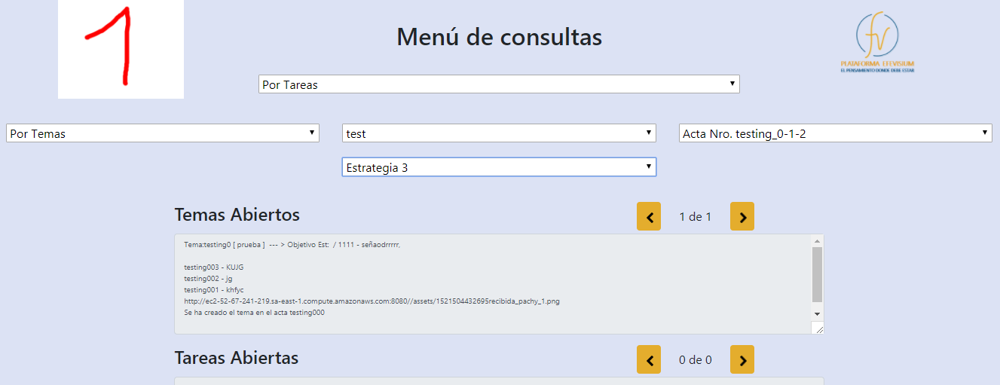 1
Menú de consultas
fv
PLATAFORMA EFEVISIUM
EL PENSAMIENTO DONDE DEBE ESTAR
Por Tareas
Por Temas
test
Acta Nro. testing_0-1-2
Estrategia 3
Temas Abiertos
1 de 1
Tema:testing0 [ prueba ] --- > Objetivo Est: / 1111 - señaodrrrrr,
testing003 - KUJG
testing002 - jg
testing001 - khfyc
http://ec2-52-67-241-219.sa-east-1.compute.amazonaws.com:8080//assets/1521504432695recibida_pachy_1.png
Se ha creado el tema en el acta testing000
Tareas Abiertas
0 de 0